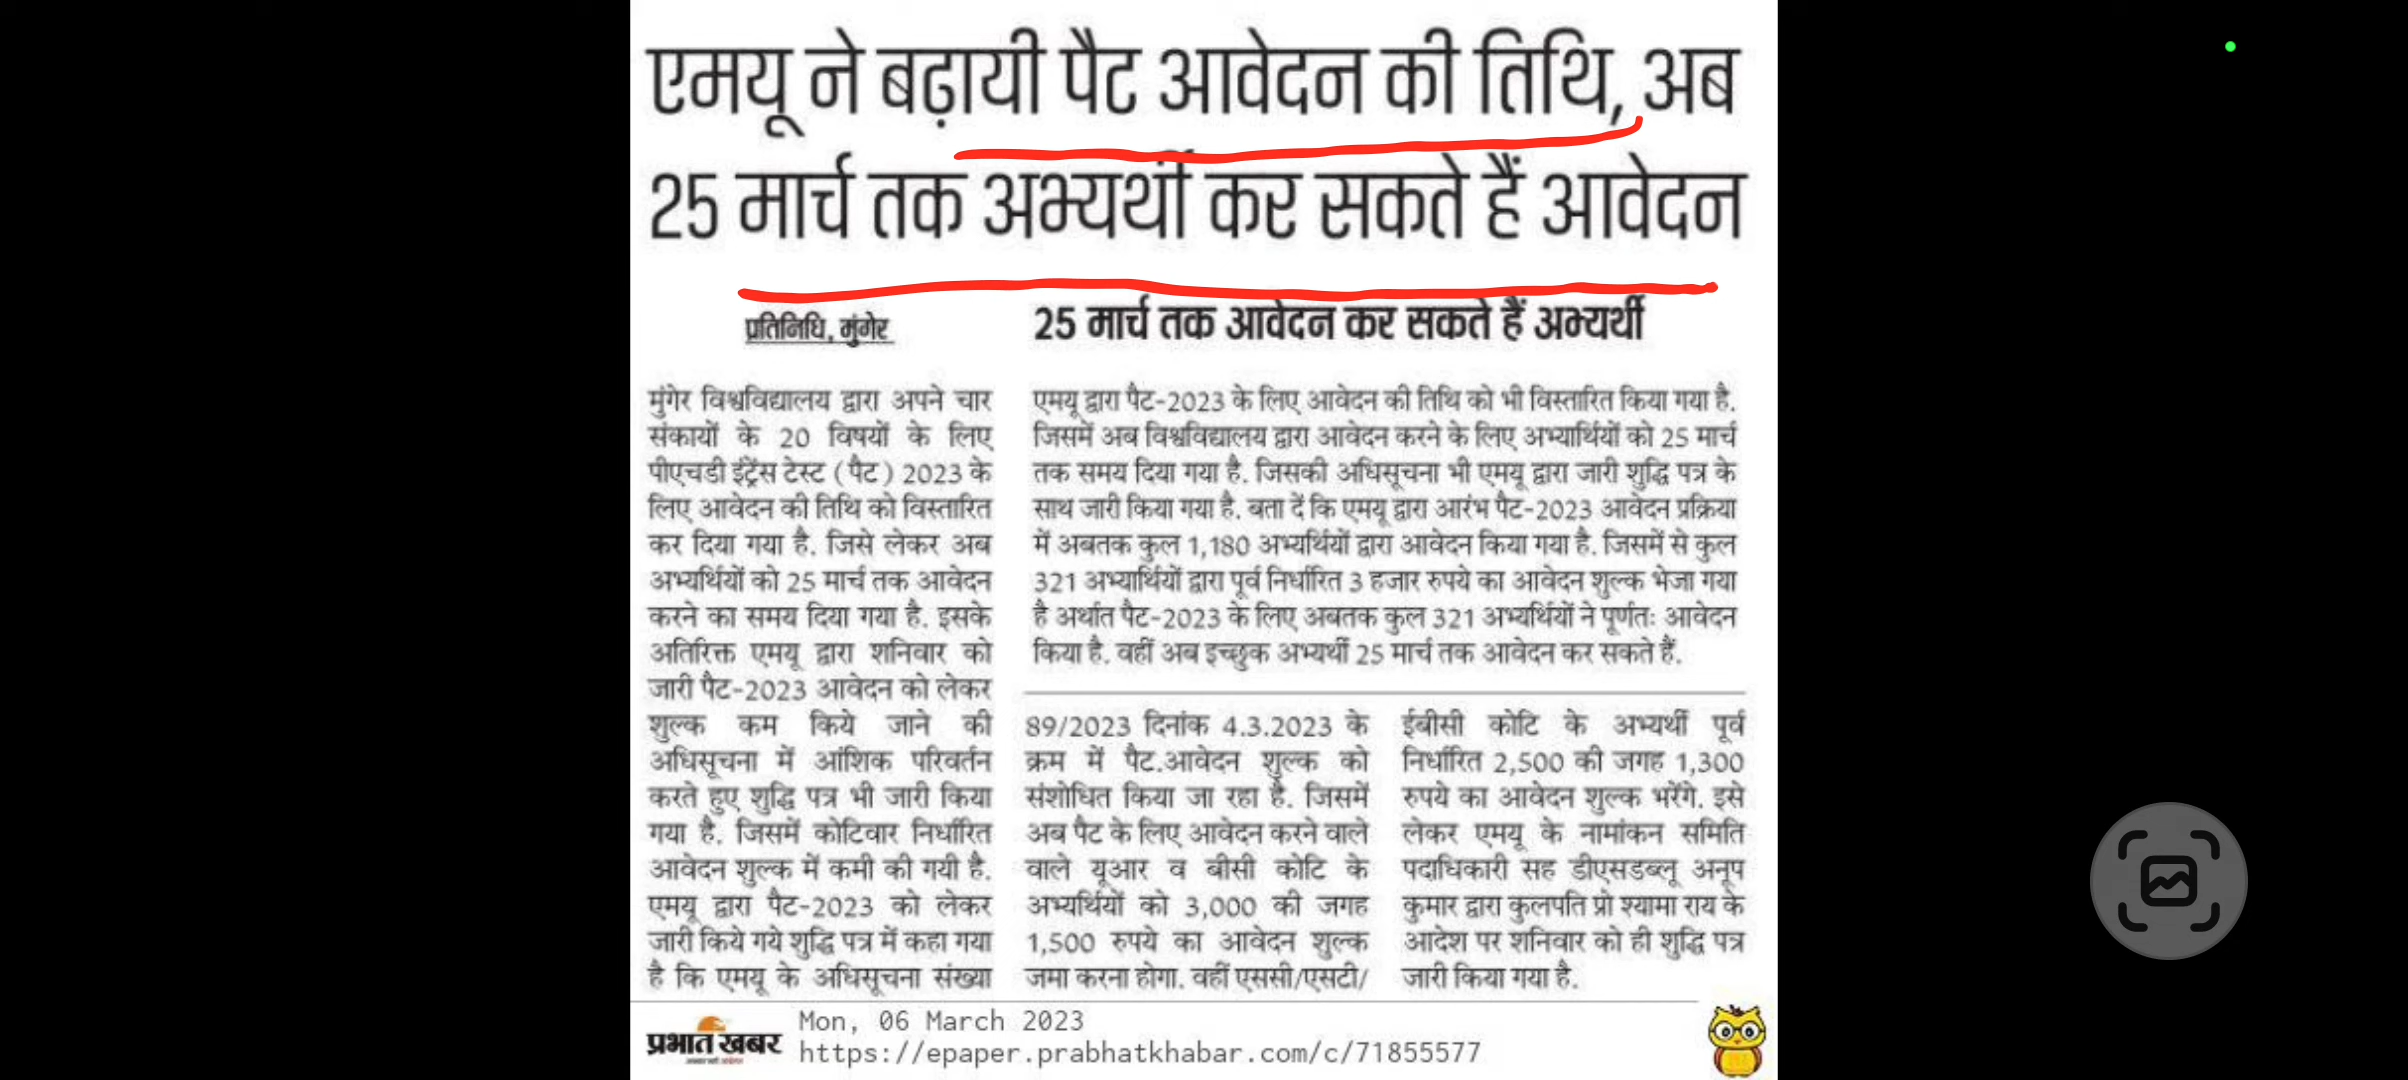 एमयू ने बढ़ायी पैट आवेदन की तिथि, अब
25 मार्च तक अभ्यर्थी कर सकते हैं आवेदन
प्रतिनिधि, मुंगेर
मुंगेर विश्वविद्यालय द्वारा अपने चार
संकायों के 20 विषयों के लिए
पीएचडी ईंट्रेंस टेस्ट (पैट) 2023 के
लिए आवेदन की तिथि को विस्तारित
कर दिया गया है. जिसे लेकर अब
अभ्यर्थियों को 25 मार्च तक आवेदन
करने का समय दिया गया है. इसके
अतिरिक्त एमयू द्वारा शनिवार को
जारी पैट-2023 आवेदन को लेकर
शुल्क कम किये जाने की
अधिसूचना में आंशिक परिवर्तन
करते हुए शुद्धि पत्र भी जारी किया
गया है. जिसमें कोटिवार निर्धारित
आवेदन शुल्क में कमी की गयी है.
एमयू द्वारा पैट-2023 को लेकर
जारी किये गये शुद्धि पत्र में कहा गया
है कि एमयू के अधिसूचना संख्या
25 मार्च तक आवेदन कर सकते हैं अभ्यर्थी
एमयू द्वारा पैट-2023 के लिए आवेदन की तिथि को भी विस्तारित किया गया है.
जिसमें अब विश्वविद्यालय द्वारा आवेदन करने के लिए अभ्यार्थियों को 25 मार्च
तक समय दिया गया है. जिसकी अधिसूचना भी एमयू द्वारा जारी शुद्धि पत्र के
साथ जारी किया गया है. बता दें कि एमयू द्वारा आरंभ पैट-2023 आवेदन प्रक्रिया
में अबतक कुल 1,180 अभ्यर्थियों द्वारा आवेदन किया गया है. जिसमें से कुल
321 अभ्यार्थियों द्वारा पूर्व निर्धारित 3 हजार रुपये का आवेदन शुल्क भेजा गया
है अर्थात पैट-2023 के लिए अबतक कुल 321 अभ्यर्थियों ने पूर्णतः आवेदन
किया है. वहीं अब इच्छुक अभ्यर्थी 25 मार्च तक आवेदन कर सकते हैं.
89/2023 दिनांक 4.3.2023 के
क्रम में पैट.आवेदन शुल्क को
संशोधित किया जा रहा है. जिसमें
अब पैट के लिए आवेदन करने वाले
वाले यूआर व बीसी कोटि के
अभ्यर्थियों को 3,000 की जगह
1,500 रुपये का आवेदन शुल्क
जमा करना होगा. वहीं एससी/एसटी/
ईबीसी कोटि के अभ्यर्थी पूर्व
निर्धारित 2,500 की जगह 1,300
रुपये का आवेदन शुल्क भरेंगे. इसे
लेकर एमयू के नामांकन समिति
पदाधिकारी सह डीएसडब्लू अनूप
कुमार द्वारा कुलपति प्रो श्यामा राय के
आदेश पर शनिवार को ही शुद्धि पत्र
जारी किया गया है.
प्रभात खबर
Mon, 06 March 2023
https://epaper.prabhatkhabar.com/c/71855577